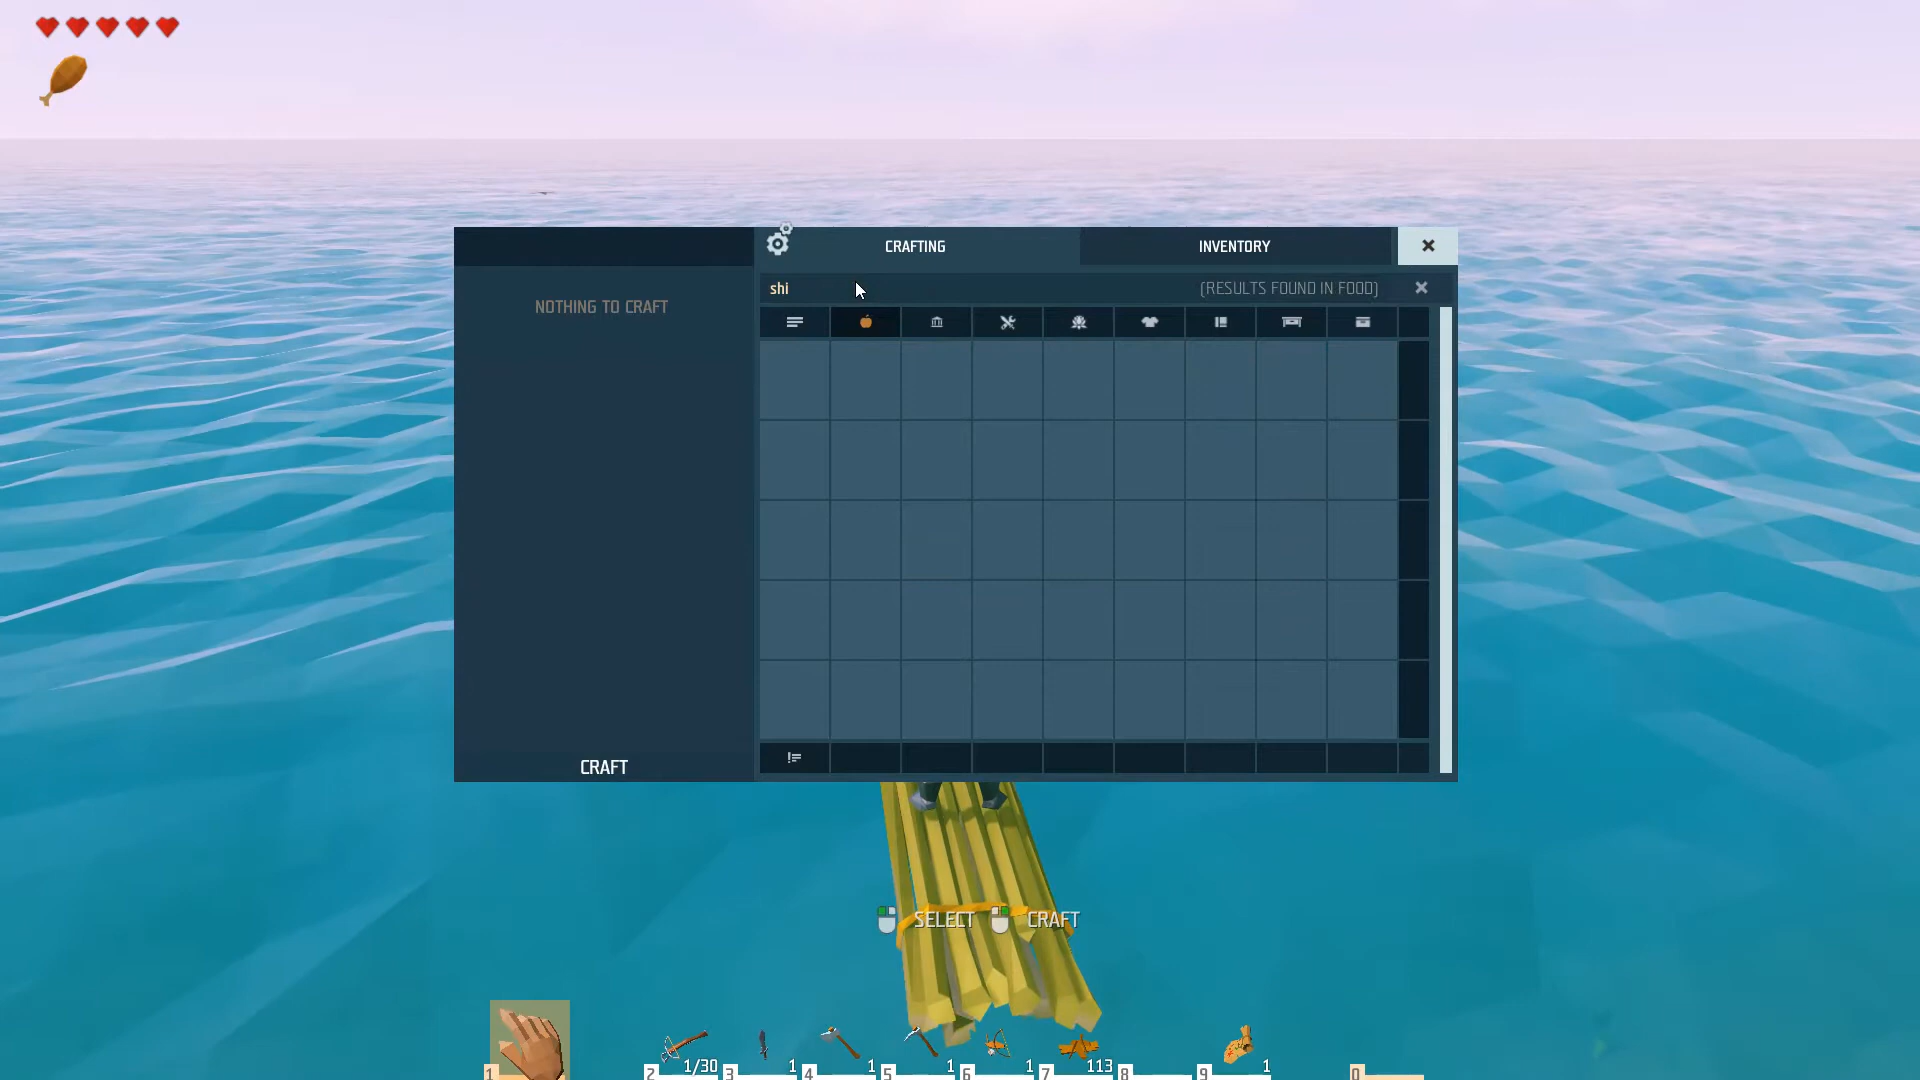 CRAFTING
INVENTORY
shi
(RESULTS FOUND IN FOOD)
NOTHING TO CRAFT
CRAFT
SELECT
CRAFT
1
2
1/30
3
1
4
1
5
1
6
1
7
113
8
9
1
0